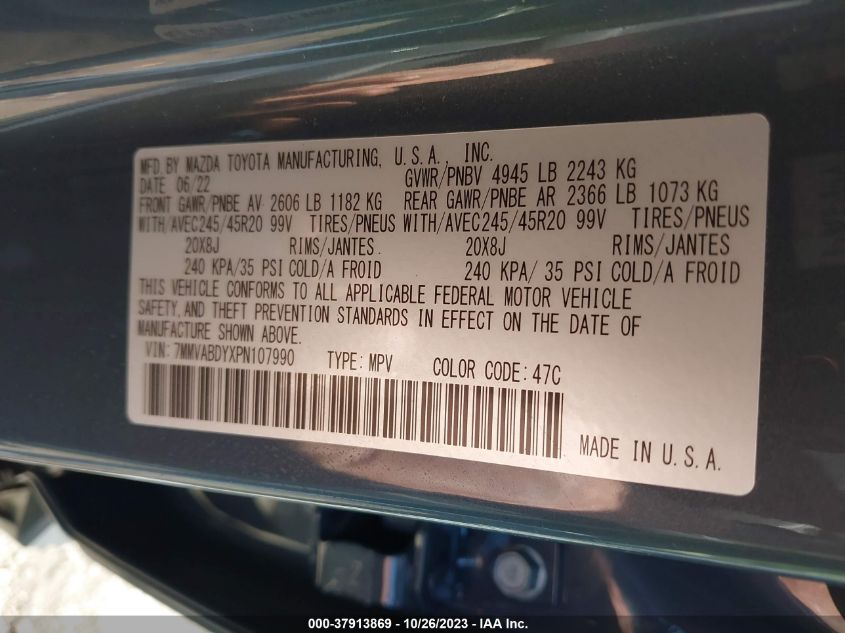 MFD. BY MAZDA TOYOTA MANUFACTURING, U.S.A., INC.
DATE 06/22 GVWR/PNBV 4945 LB 2243 KG
FRONT GAWR/PNBE AV 2606 LB 1182 KG REAR GAWR/PNBE AR 2366 LB 1073 KG
WITH/AVEC245/45R20 99V TIRES/PNEUS WITH/AVEC245/45R20 99V TIRES/PNEUS
20X8J RIMS/JANTES. 20X8J RIMS/JANTES
240 KPA/35 PSI COLD/A FROID 240 KPA/ 35 PSI COLD/A FROID
THIS VEHICLE CONFORMS TO ALL APPLICABLE FEDERAL MOTOR VEHICLE
SAFETY, AND THEFT PREVENTION STANDARDS IN EFFECT ON THE DATE OF
MANUFACTURE SHOWN ABOVE.
VIN: 7MMVABDYXPN107990 TYPE: MPV COLOR CODE: 47C
MADE IN U.S.A.
000-37913869 - 10/26/2023 - IAA Inc.